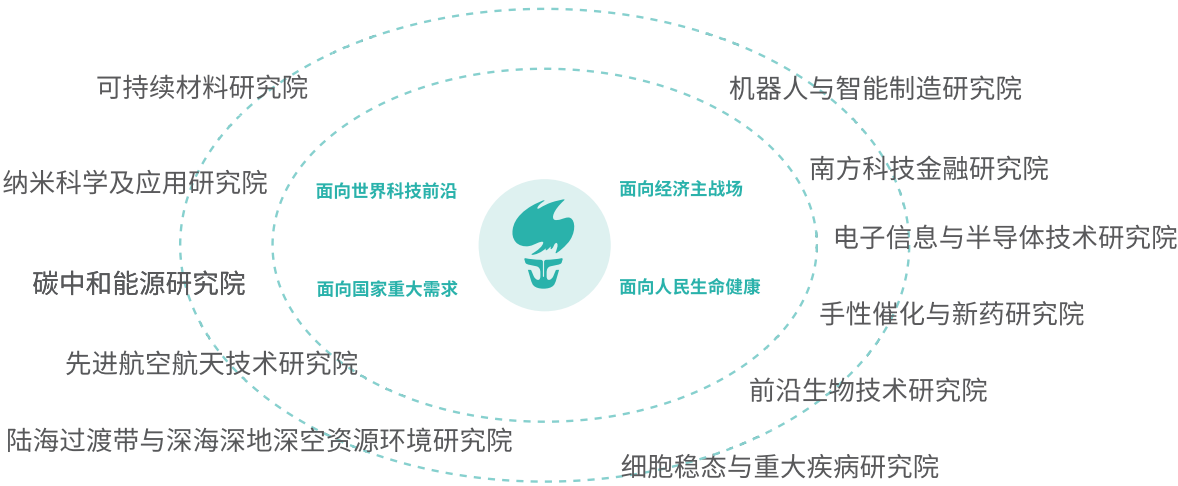 可持续材料研究院
机器人与智能制造研究院
纳米科学及应用研究院
南方科技金融研究院
面向世界科技前沿
面向经济主战场
电子信息与半导体技术研究院
碳中和能源研究院
面向国家重大需求
面向人民生命健康
手性催化与新药研究院
先进航空航天技术研究院
前沿生物技术研究院
陆海过渡带与深海深地深空资源环境研究院
细胞稳态与重大疾病研究院